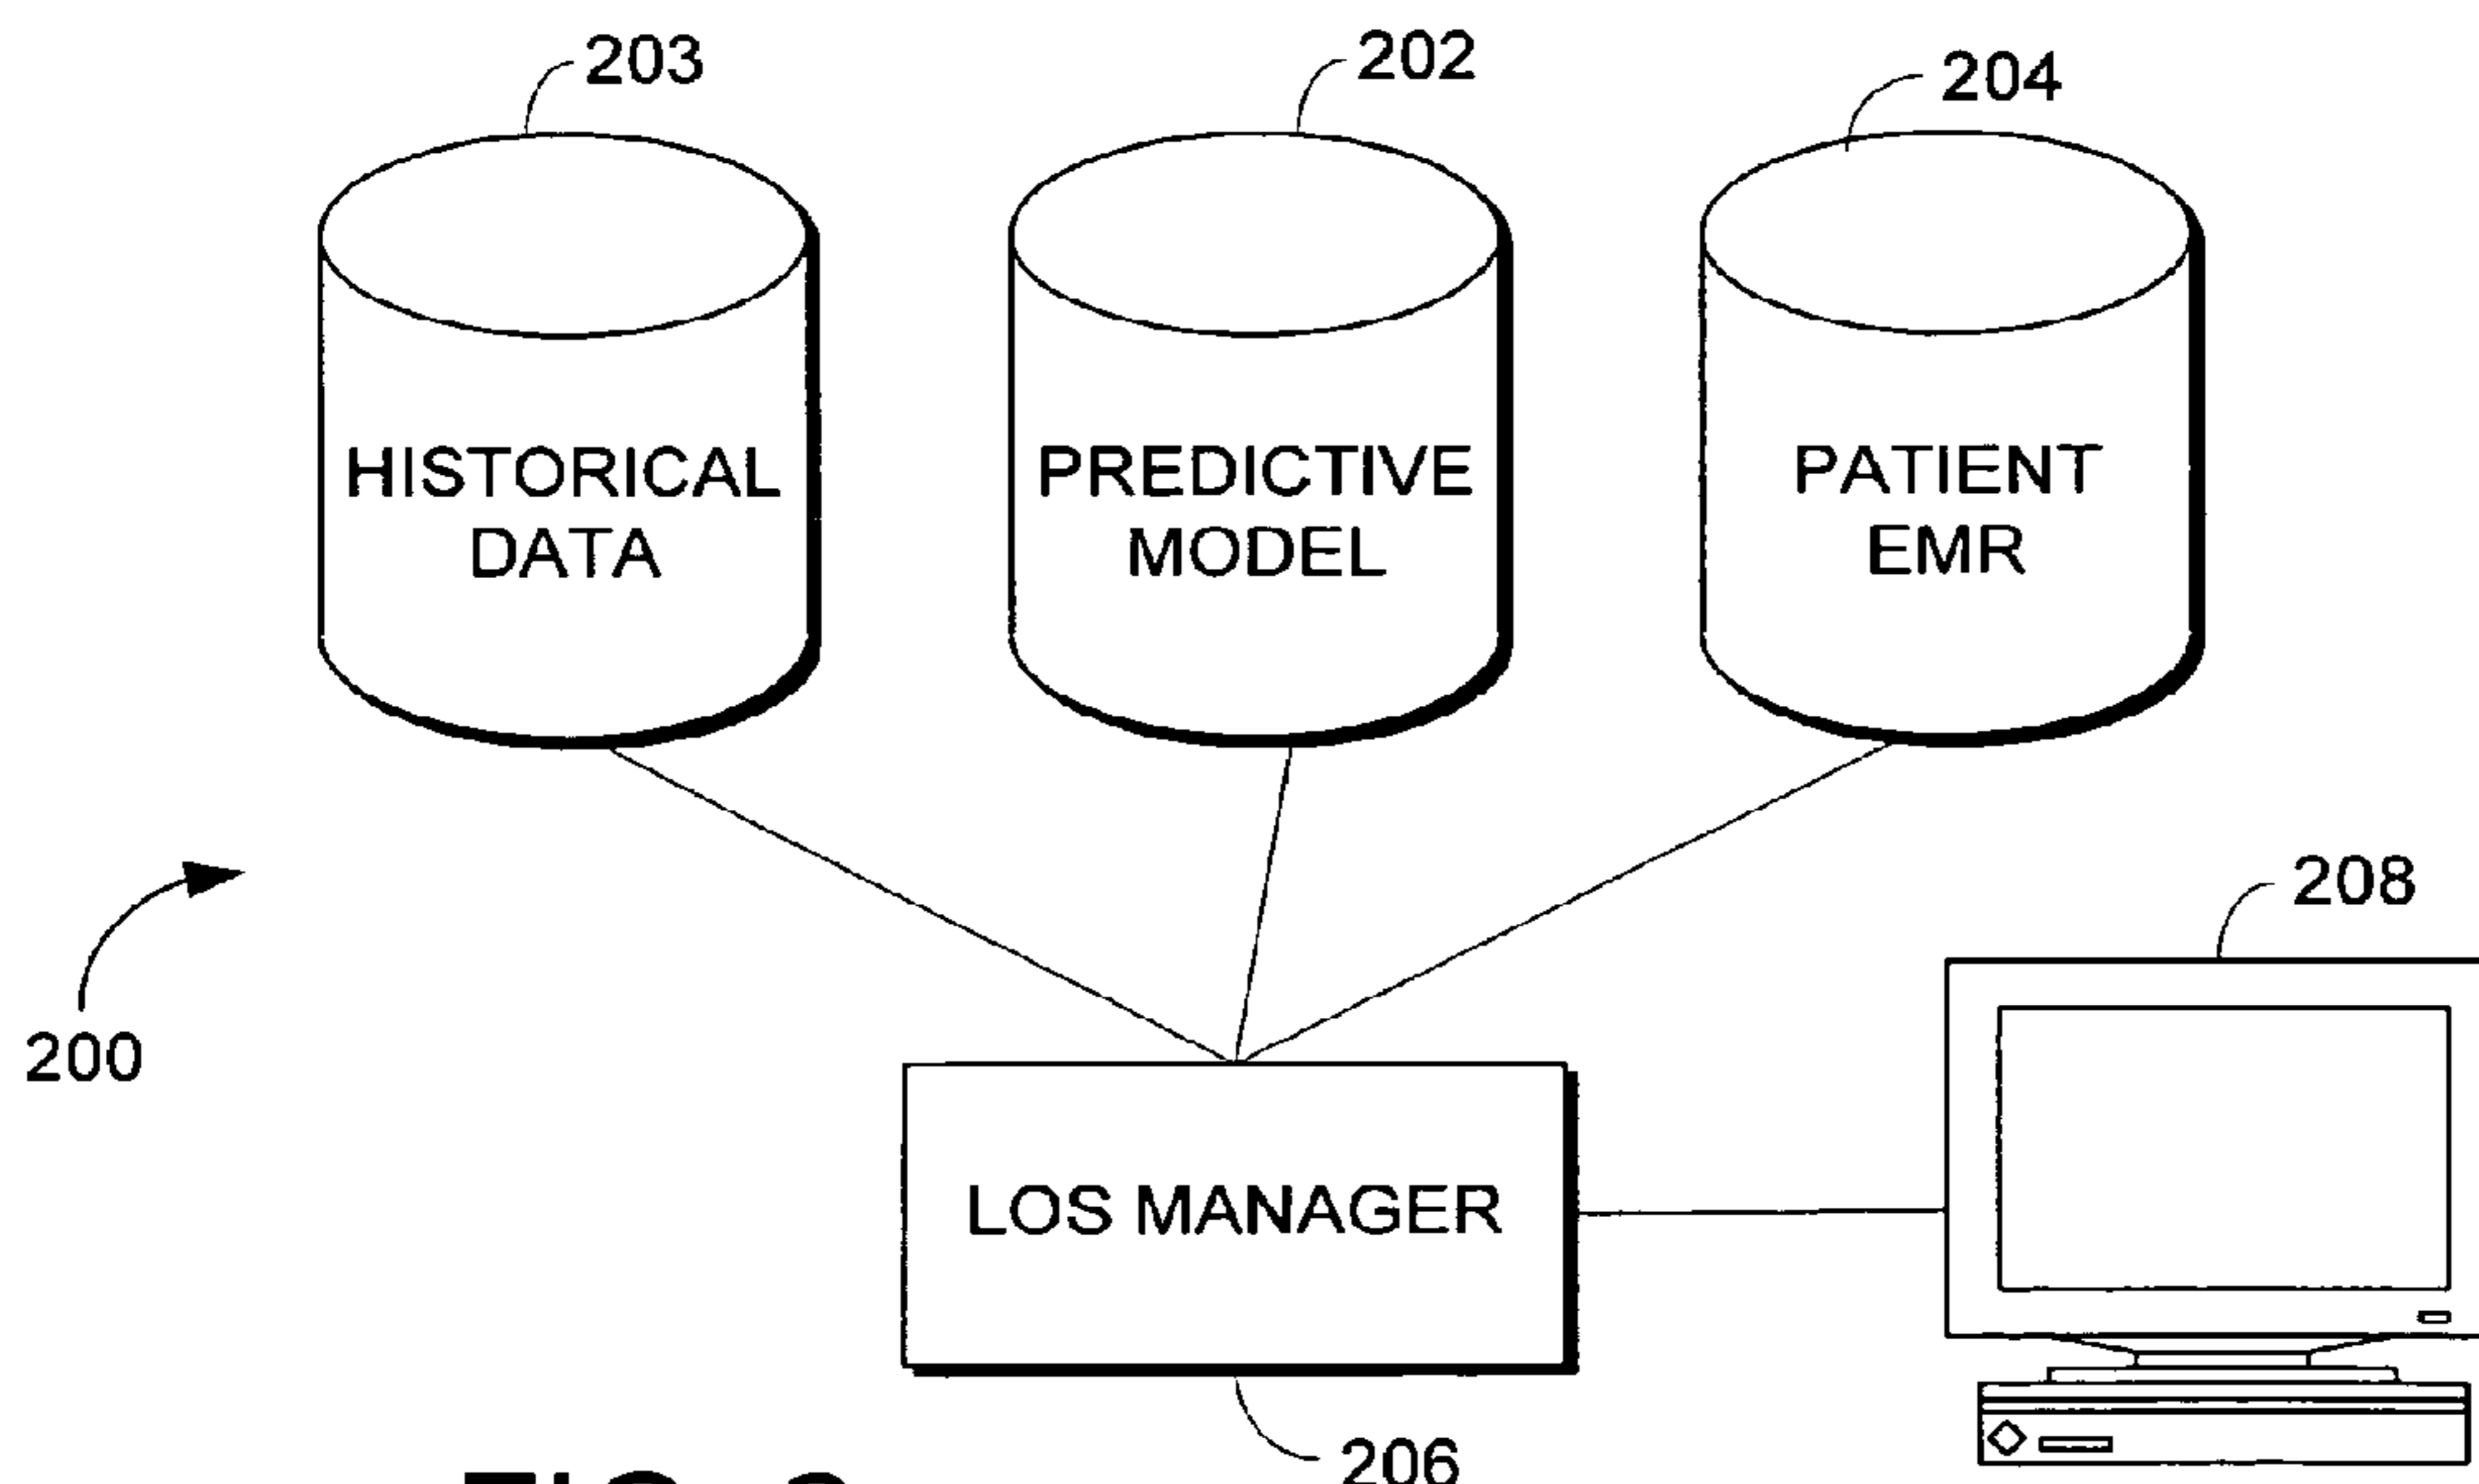 203
202
204
HISTORICAL
DATA
PREDICTIVE
MODEL
PATIENT
EMR
200
208
LOS MANAGER
206